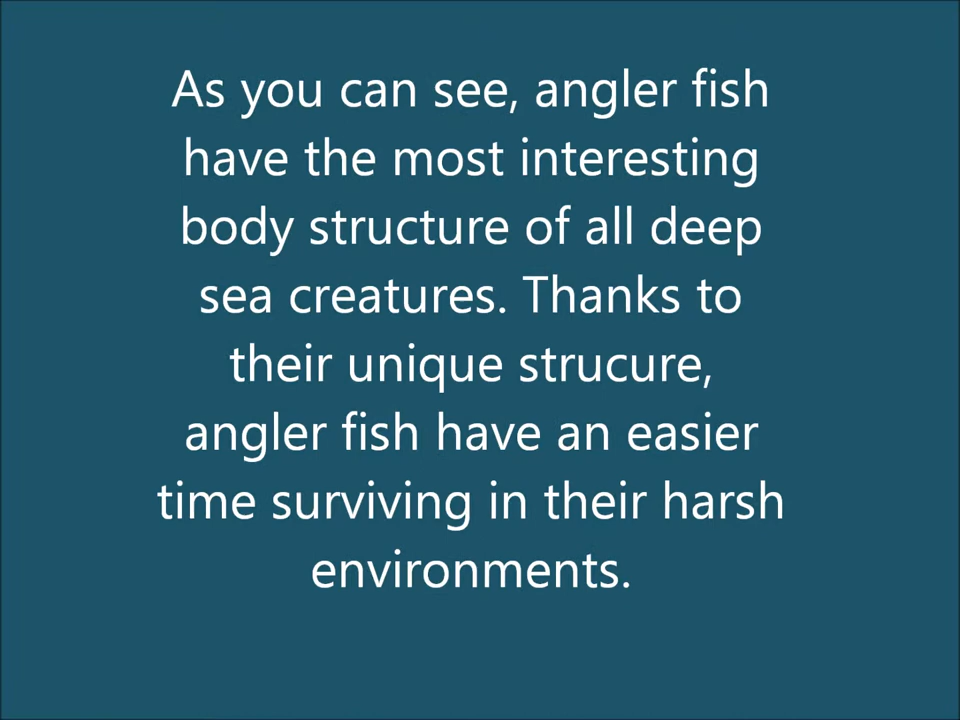 As you can see, angler fish
have the most interesting
body structure of all deep
sea creatures. Thanks to
their unique strucure,
angler fish have an easier
time surviving in their harsh
environments.